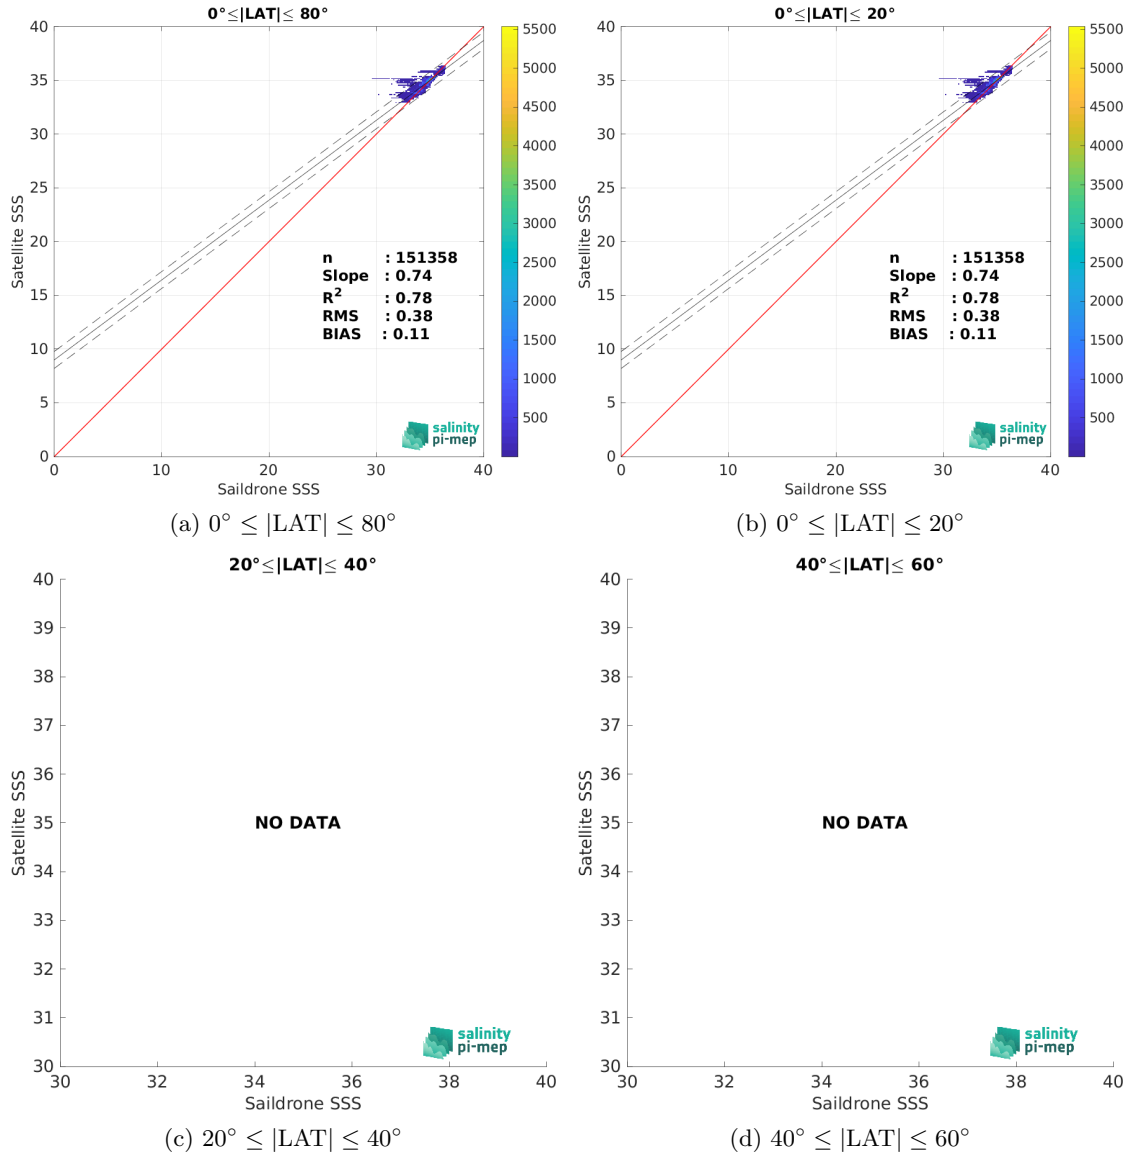 0°≤|LAT|≤ 80°
40
35
30
25
20
15
10
5
0
Satellite SSS
n : 151358
Slope : 0.74
R² : 0.78
RMS : 0.38
BIAS : 0.11
salinity
pi-mep
0 10 20 30 40
Saildrone SSS
5500
5000
4500
4000
3500
3000
2500
2000
1500
1000
500
(a) 0° ≤ |LAT| ≤ 80°
0°≤|LAT|≤ 20°
40
35
30
25
20
15
10
5
0
Satellite SSS
n : 151358
Slope : 0.74
R² : 0.78
RMS : 0.38
BIAS : 0.11
salinity
pi-mep
0 10 20 30 40
Saildrone SSS
5500
5000
4500
4000
3500
3000
2500
2000
1500
1000
500
(b) 0° ≤ |LAT| ≤ 20°
20°≤|LAT|≤ 40°
40
39
38
37
36
35
34
33
32
31
30
Satellite SSS
NO DATA
salinity
pi-mep
30 32 34 36 38 40
Saildrone SSS
(c) 20° ≤ |LAT| ≤ 40°
40°≤|LAT|≤ 60°
40
39
38
37
36
35
34
33
32
31
30
Satellite SSS
NO DATA
salinity
pi-mep
30 32 34 36 38 40
Saildrone SSS
(d) 40° ≤ |LAT| ≤ 60°